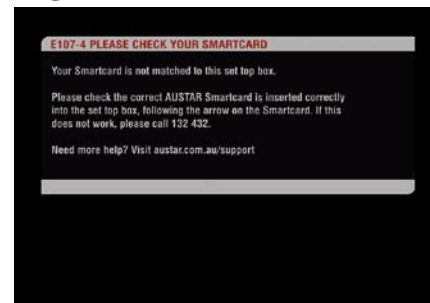 E107-4 PLEASE CHECK YOUR SMARTCARD
Your Smartcard is not matched to this set top box.
Please check the correct AUSTAR Smartcard is inserted correctly
into the set top box, following the arrow on the Smartcard. If this
does not work, please call 132 432.
Need more help? Visit austar.com.au/support